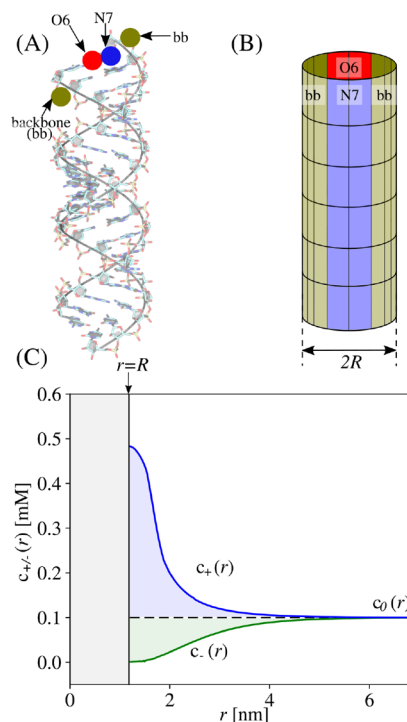 (A)
O6
N7
bb
backbone
(bb)
(B)
O6
bb
N7
bb
2R
(C)
r=R
0.6
0.5
0.4
0.3
0.2
0.1
0.0
c+/-(r) [mM]
c+(r)
c0(r)
c-(r)
0
2
4
6
r [nm]